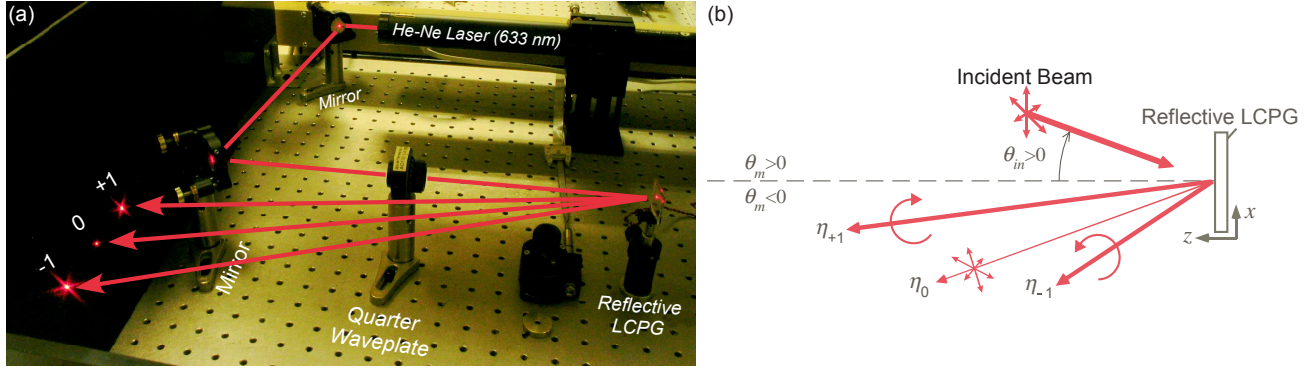 (a)
He-Ne Laser (633 nm)
Mirror
+1
0
-1
Mirror
Quarter
Waveplate
Reflective
LCPG
(b)
Incident Beam
Reflective LCPG
θin>0
θm>0
θm<0
η+1
η0
η-1
x
z